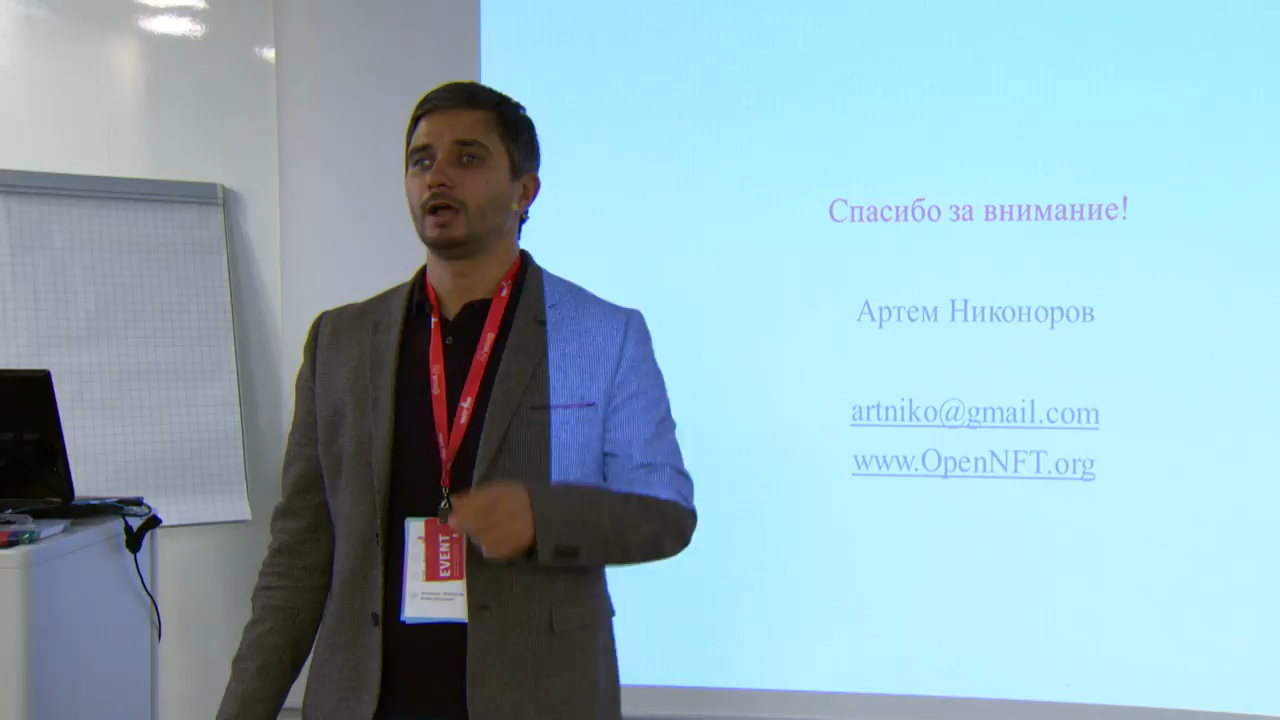 Спасибо за внимание!
Артем Никоноров
artniko@gmail.com
www.OpenNFT.org
EVENT